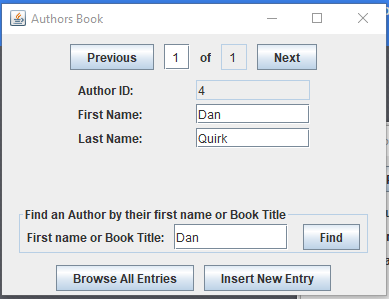 Authors Book
Previous 1 of 1 Next
Author ID: 4
First Name: Dan
Last Name: Quirk
Find an Author by their first name or Book Title
First name or Book Title: Dan Find
Browse All Entries Insert New Entry